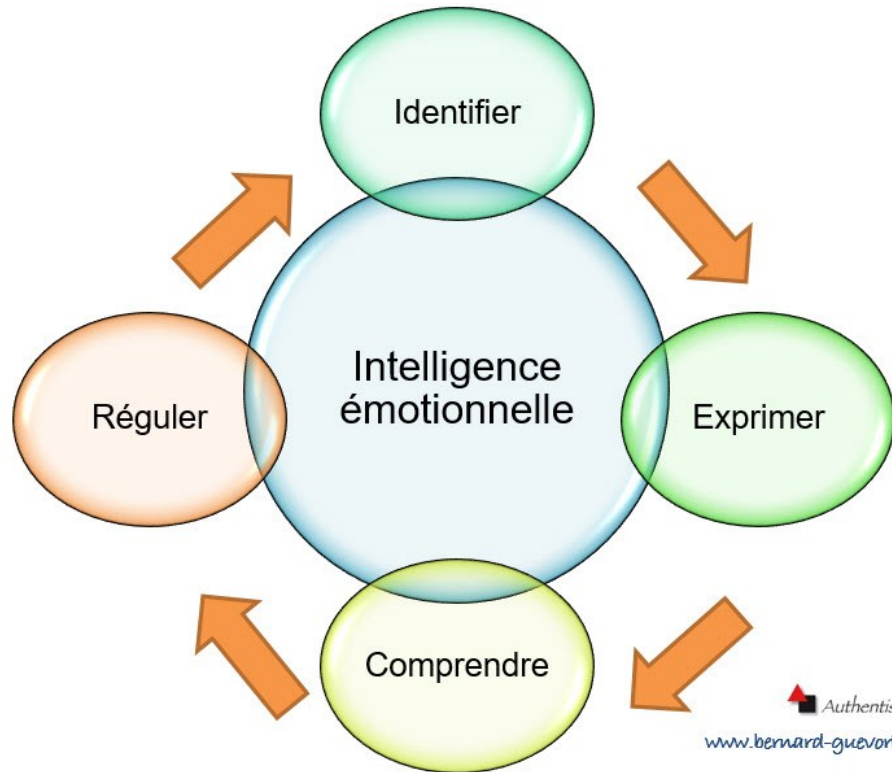 Identifier
Intelligence
émotionnelle
Réguler
Exprimer
Comprendre